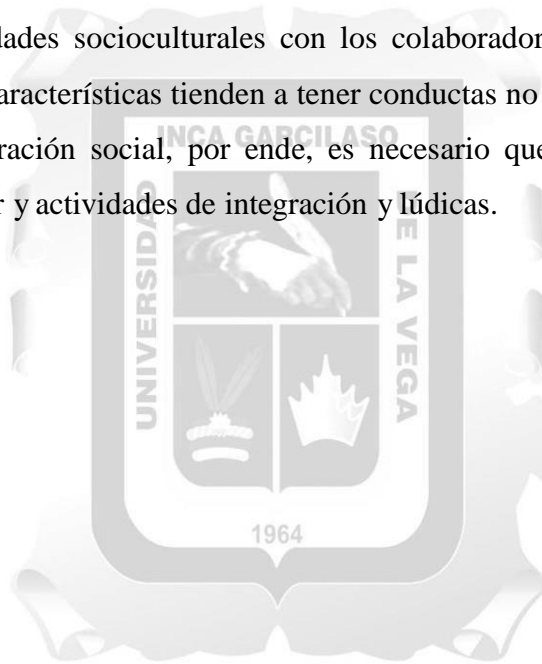 dades socioculturales con los colaborador
aracterísticas tienden a tener conductas no
ración social, por ende, es necesario que
r y actividades de integración y lúdicas.
UNIVERSIDAD
INCA GARCILASO
DE LA VEGA
1964